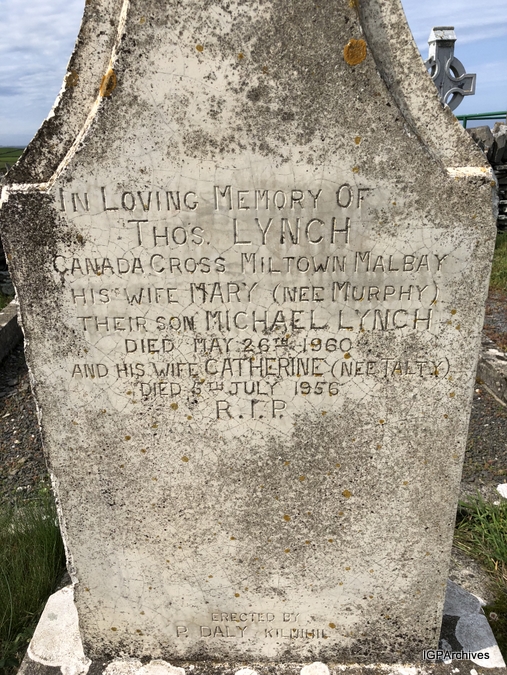 IN LOVING MEMORY OF
THOS. LYNCH
CANADA CROSS MILTOWN MALBAY
HIS WIFE MARY (NEE MURPHY)
THEIR SON MICHAEL LYNCH
DIED MAY 26TH 1960
AND HIS WIFE CATHERINE (NEE TALTY)
DIED 5TH JULY 1956
R.I.P.
ERECTED BY
P. DALY KILMIHIL
IGPArchives